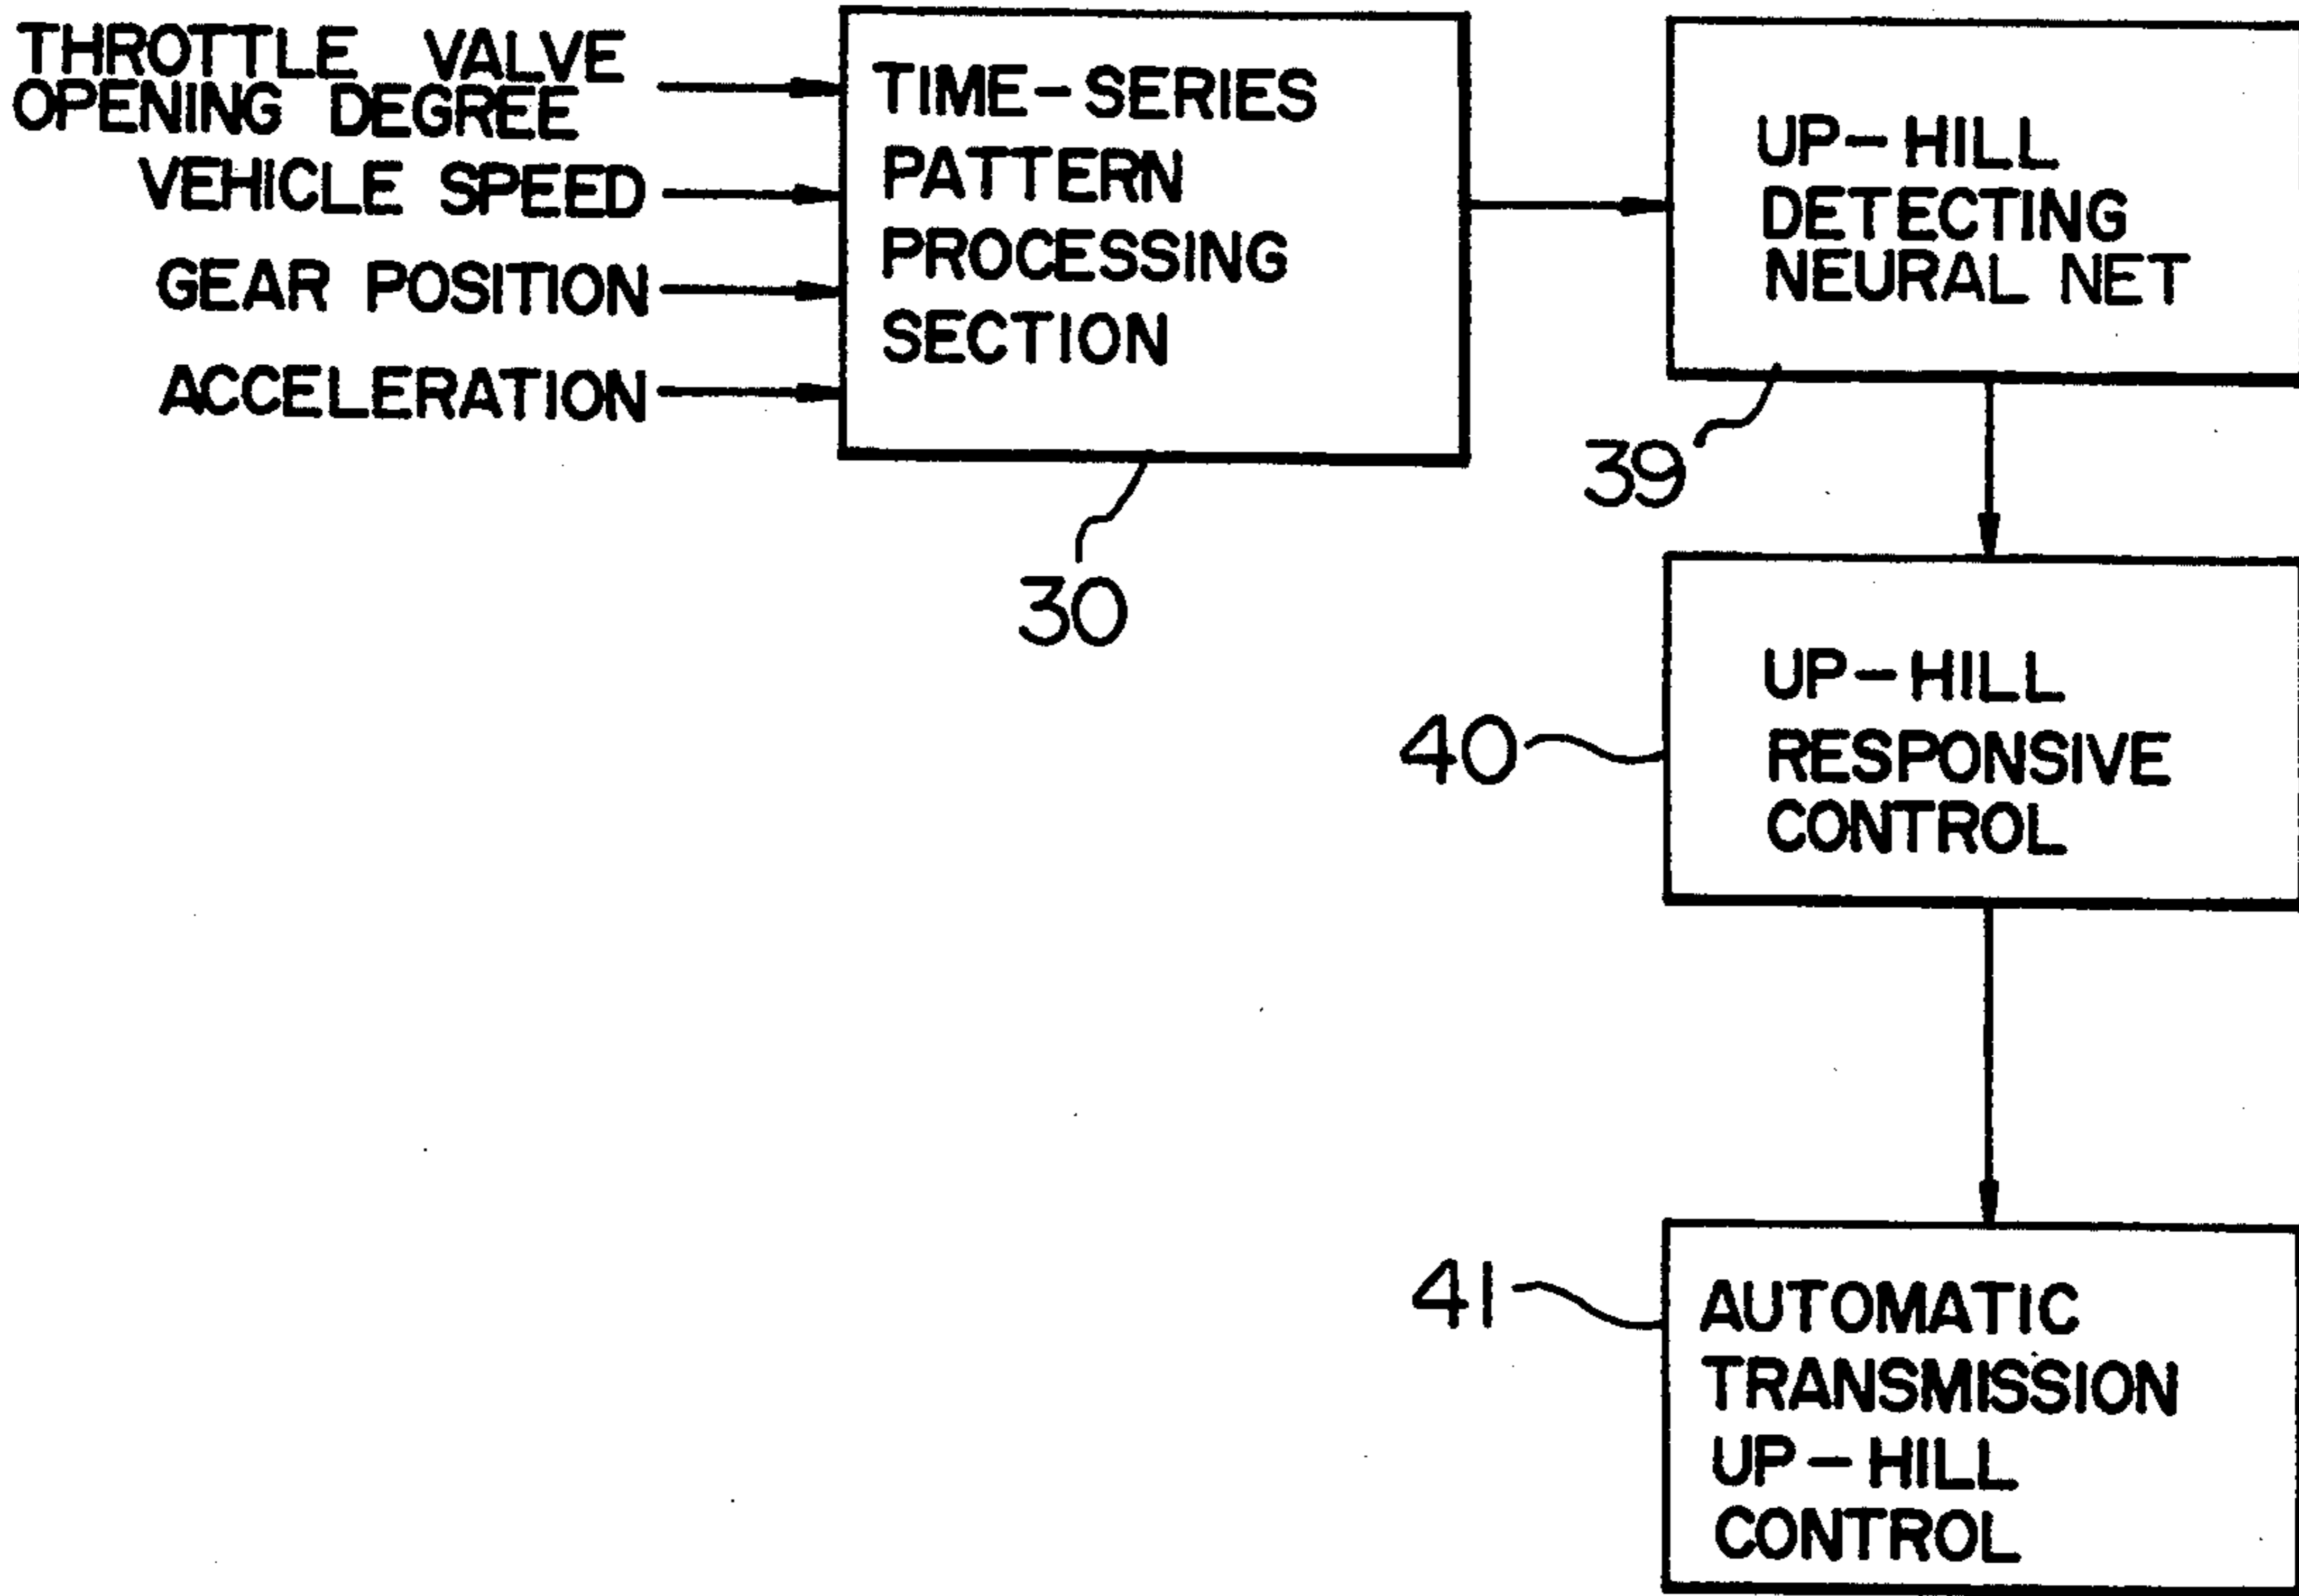 THROTTLE VALVE
OPENING DEGREE
VEHICLE SPEED
GEAR POSITION
ACCELERATION
TIME-SERIES
PATTERN
PROCESSING
SECTION
30
UP-HILL
DETECTING
NEURAL NET
39
UP-HILL
RESPONSIVE
CONTROL
40
AUTOMATIC
TRANSMISSION
UP-HILL
CONTROL
41